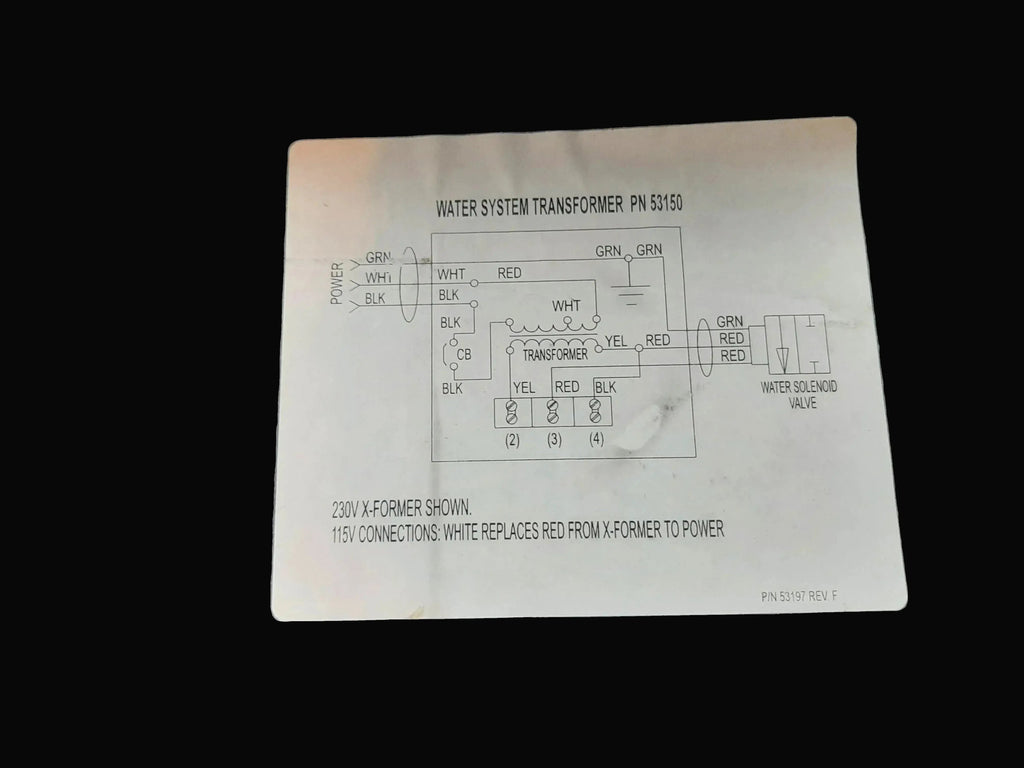 WATER SYSTEM TRANSFORMER PN 53150
POWER
GRN
WHT
BLK
WHT
RED
BLK
GRN
GRN
BLK
WHT
CB
TRANSFORMER
YEL
RED
GRN
RED
RED
BLK
YEL
RED
BLK
WATER SOLENOID
VALVE
(2)
(3)
(4)
230V X-FORMER SHOWN.
115V CONNECTIONS: WHITE REPLACES RED FROM X-FORMER TO POWER
P/N 53197 REV F